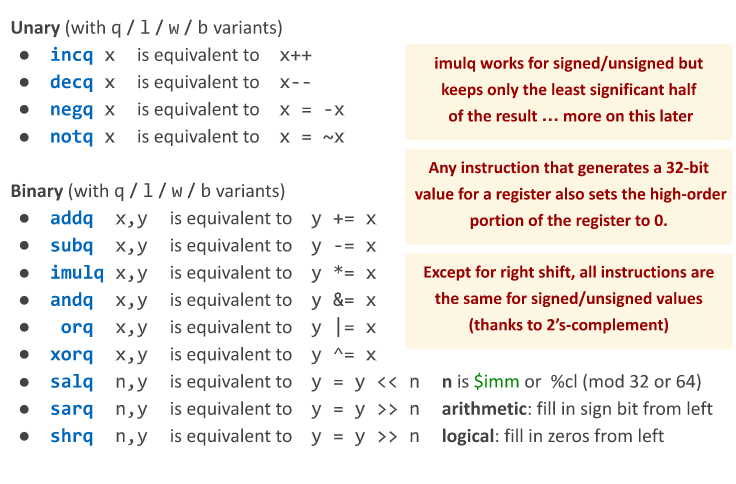 Unary (with q / l / w / b variants)
● incq x is equivalent to x++
● decq x is equivalent to x--
● negq x is equivalent to x = -x
● notq x is equivalent to x = ~x
imulq works for signed/unsigned but
keeps only the least significant half
of the result … more on this later
Any instruction that generates a 32-bit
value for a register also sets the high-order
portion of the register to 0.
Binary (with q / l / w / b variants)
● addq x,y is equivalent to y += x
● subq x,y is equivalent to y -= x
● imulq x,y is equivalent to y *= x
● andq x,y is equivalent to y &= x
● orq x,y is equivalent to y |= x
● xorq x,y is equivalent to y ^= x
Except for right shift, all instructions are
the same for signed/unsigned values
(thanks to 2’s-complement)
● salq n,y is equivalent to y = y << n n is $imm or %cl (mod 32 or 64)
● sarq n,y is equivalent to y = y >> n arithmetic: fill in sign bit from left
● shrq n,y is equivalent to y = y >> n logical: fill in zeros from left